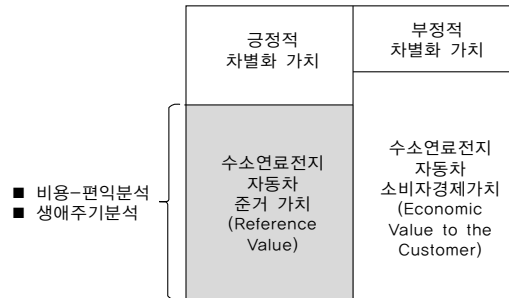 긍정적
차별화 가치
부정적
차별화 가치
■ 비용-편익분석
■ 생애주기분석
수소연료전지
자동차
준거 가치
(Reference
Value)
수소연료전지
자동차
소비자경제가치
(Economic
Value to the
Customer)